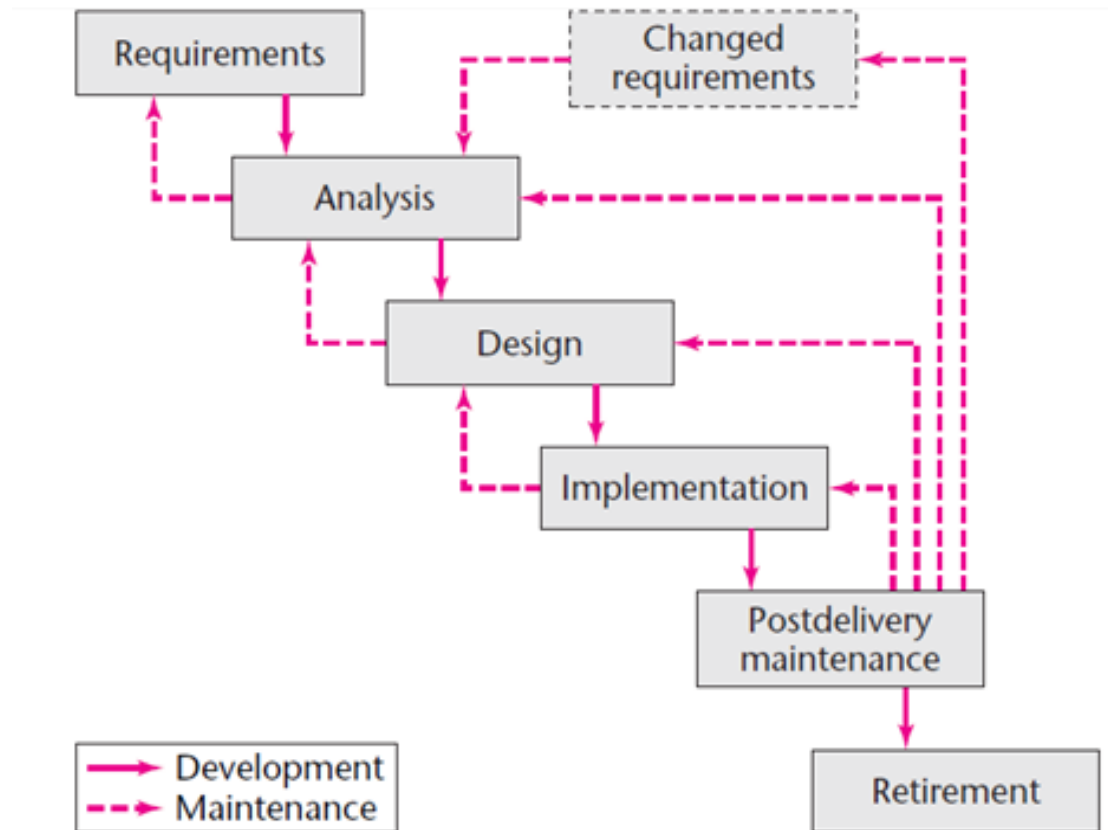 Requirements
Changed
requirements
Analysis
Design
Implementation
Postdelivery
maintenance
Retirement
Development
Maintenance